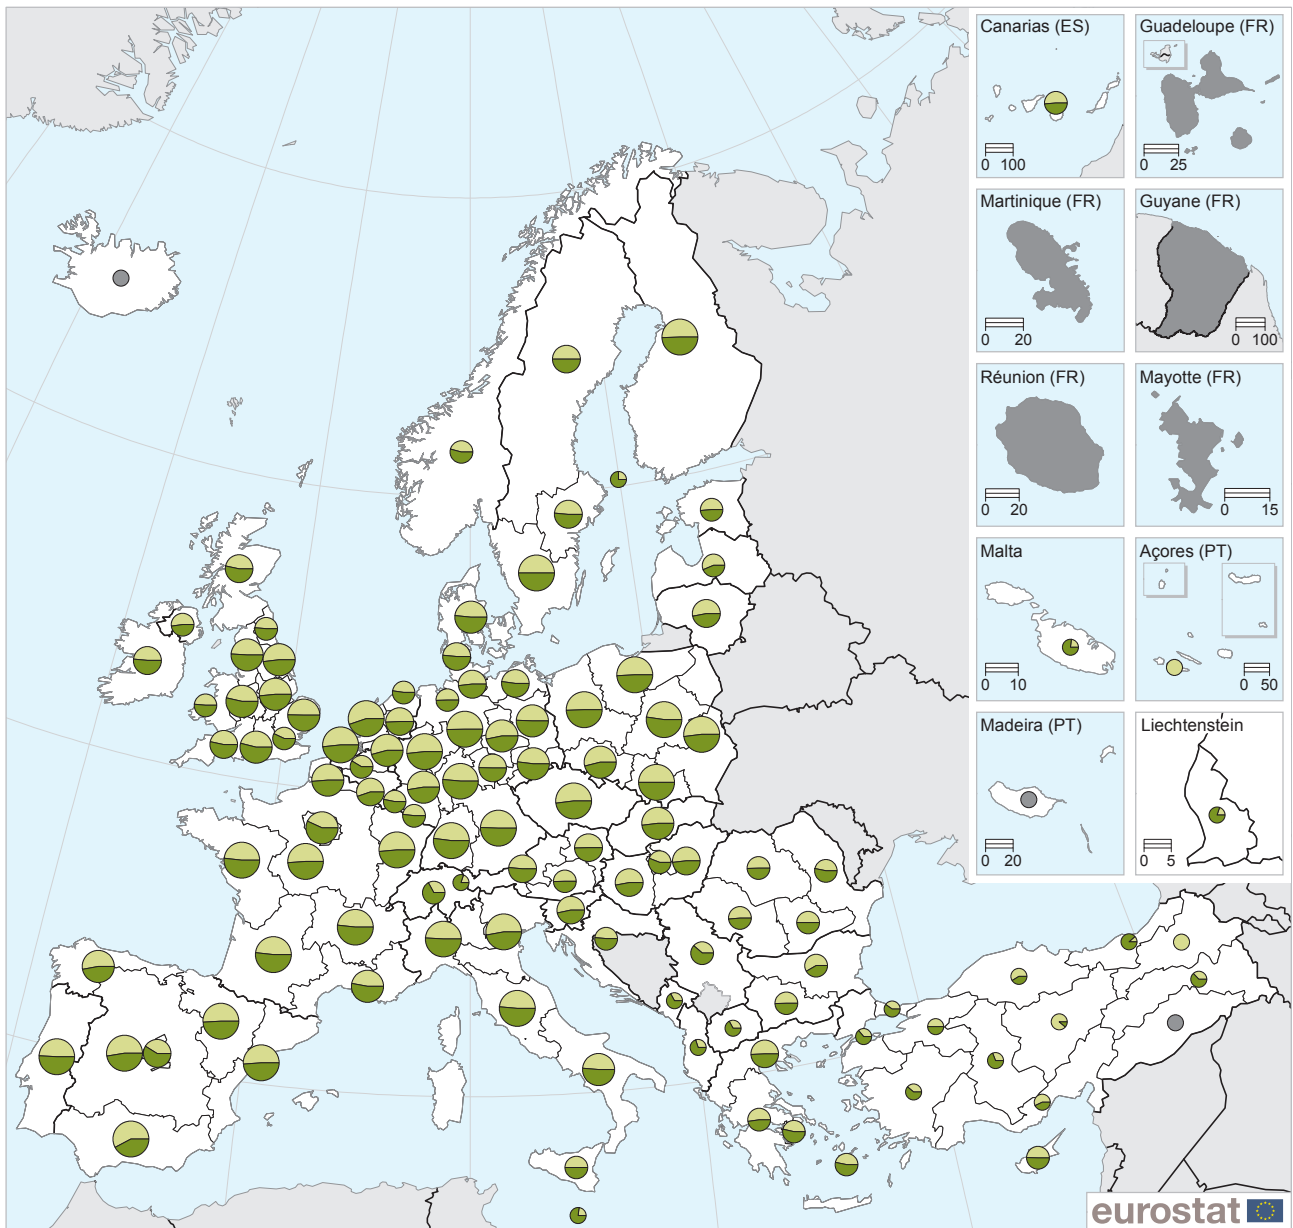 Canarias (ES)
0 100
Guadeloupe (FR)
0 25
Martinique (FR)
0 20
Guyane (FR)
0 100
Réunion (FR)
0 20
Mayotte (FR)
0 15
Malta
0 10
Açores (PT)
0 50
Madeira (PT)
0 20
Liechtenstein
0 5
eurostat